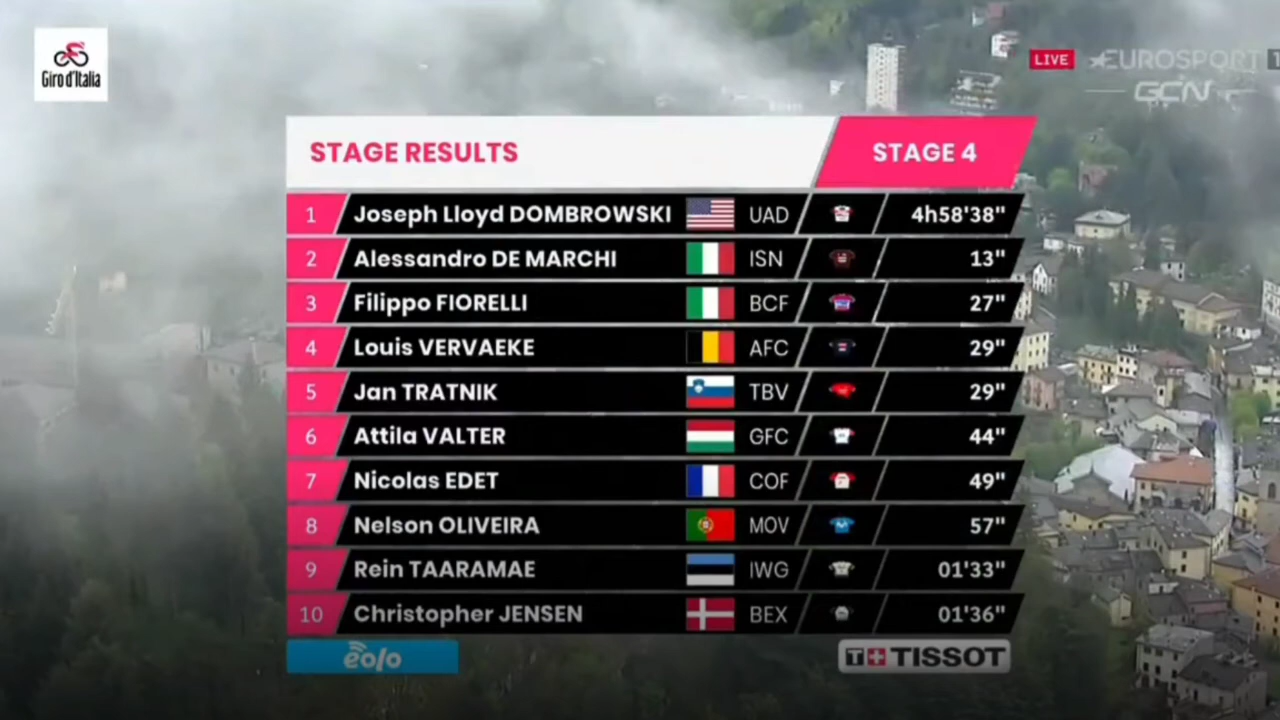 Giro d'Italia
LIVE EUROSPORT 1
GCN
STAGE RESULTS STAGE 4
1 Joseph Lloyd DOMBROWSKI UAD 4h58'38"
2 Alessandro DE MARCHI ISN 13"
3 Filippo FIORELLI BCF 27"
4 Louis VERVAEKE AFC 29"
5 Jan TRATNIK TBV 29"
6 Attila VALTER GFC 44"
7 Nicolas EDET COF 49"
8 Nelson OLIVEIRA MOV 57"
9 Rein TAARAMAE IWG 01'33"
10 Christopher JENSEN BEX 01'36"
eolo TISSOT